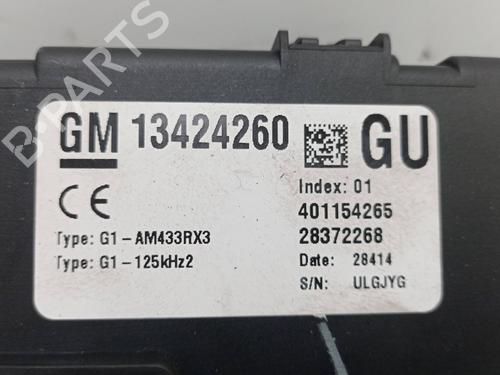 B-PARTS
GM 13424260 GU
CE
Index: 01
401154265
Type: G1-AM433RX3 28372268
Type: G1-125kHz2 Date: 28414
S/N: ULGJYG